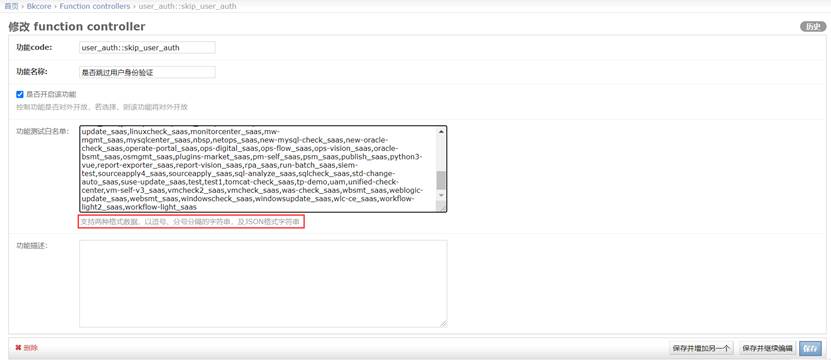 首页 › Bkcore › Function controllers › user_auth::skip_user_auth
修改 function controller
历史
功能code:
user_auth::skip_user_auth
功能名称:
是否跳过用户身份验证
是否开启该功能
控制功能是否对外开放，若选择，则该功能将对外开放
功能测试白名单:
update_saas,linuxcheck_saas,monitorcenter_saas,mw-
mgmt_saas,mysqlcenter_saas,nbsp,netops_saas,new-mysql-check_saas,new-oracle-
check_saas,operate-portal_saas,ops-digital_saas,ops-flow_saas,ops-vision_saas,oracle-
bsmt_saas,osmgmt_saas,plugins-market_saas,pm-self_saas,psm_saas,publish_saas,python3-
vue,report-exporter_saas,report-vision_saas,rpa_saas,run-batch_saas,siem-
test,sourceapply4_saas,sourceapply_saas,sql-analyze_saas,sqlcheck_saas,std-change-
auto_saas,suse-update_saas,test,test1,tomcat-check_saas,tp-demo,uam,unified-check-
center,vm-self-v3_saas,vmcheck2_saas,vmcheck_saas,was-check_saas,wbsmt_saas,weblogic-
update_saas,websmt_saas,windowscheck_saas,windowsupdate_saas,wlc-ce_saas,workflow-
light2_saas,workflow-light_saas
支持两种格式数据，以逗号、分号分隔的字符串，及JSON格式字符串
功能描述:
删除
保存并增加另一个
保存并继续编辑
保存